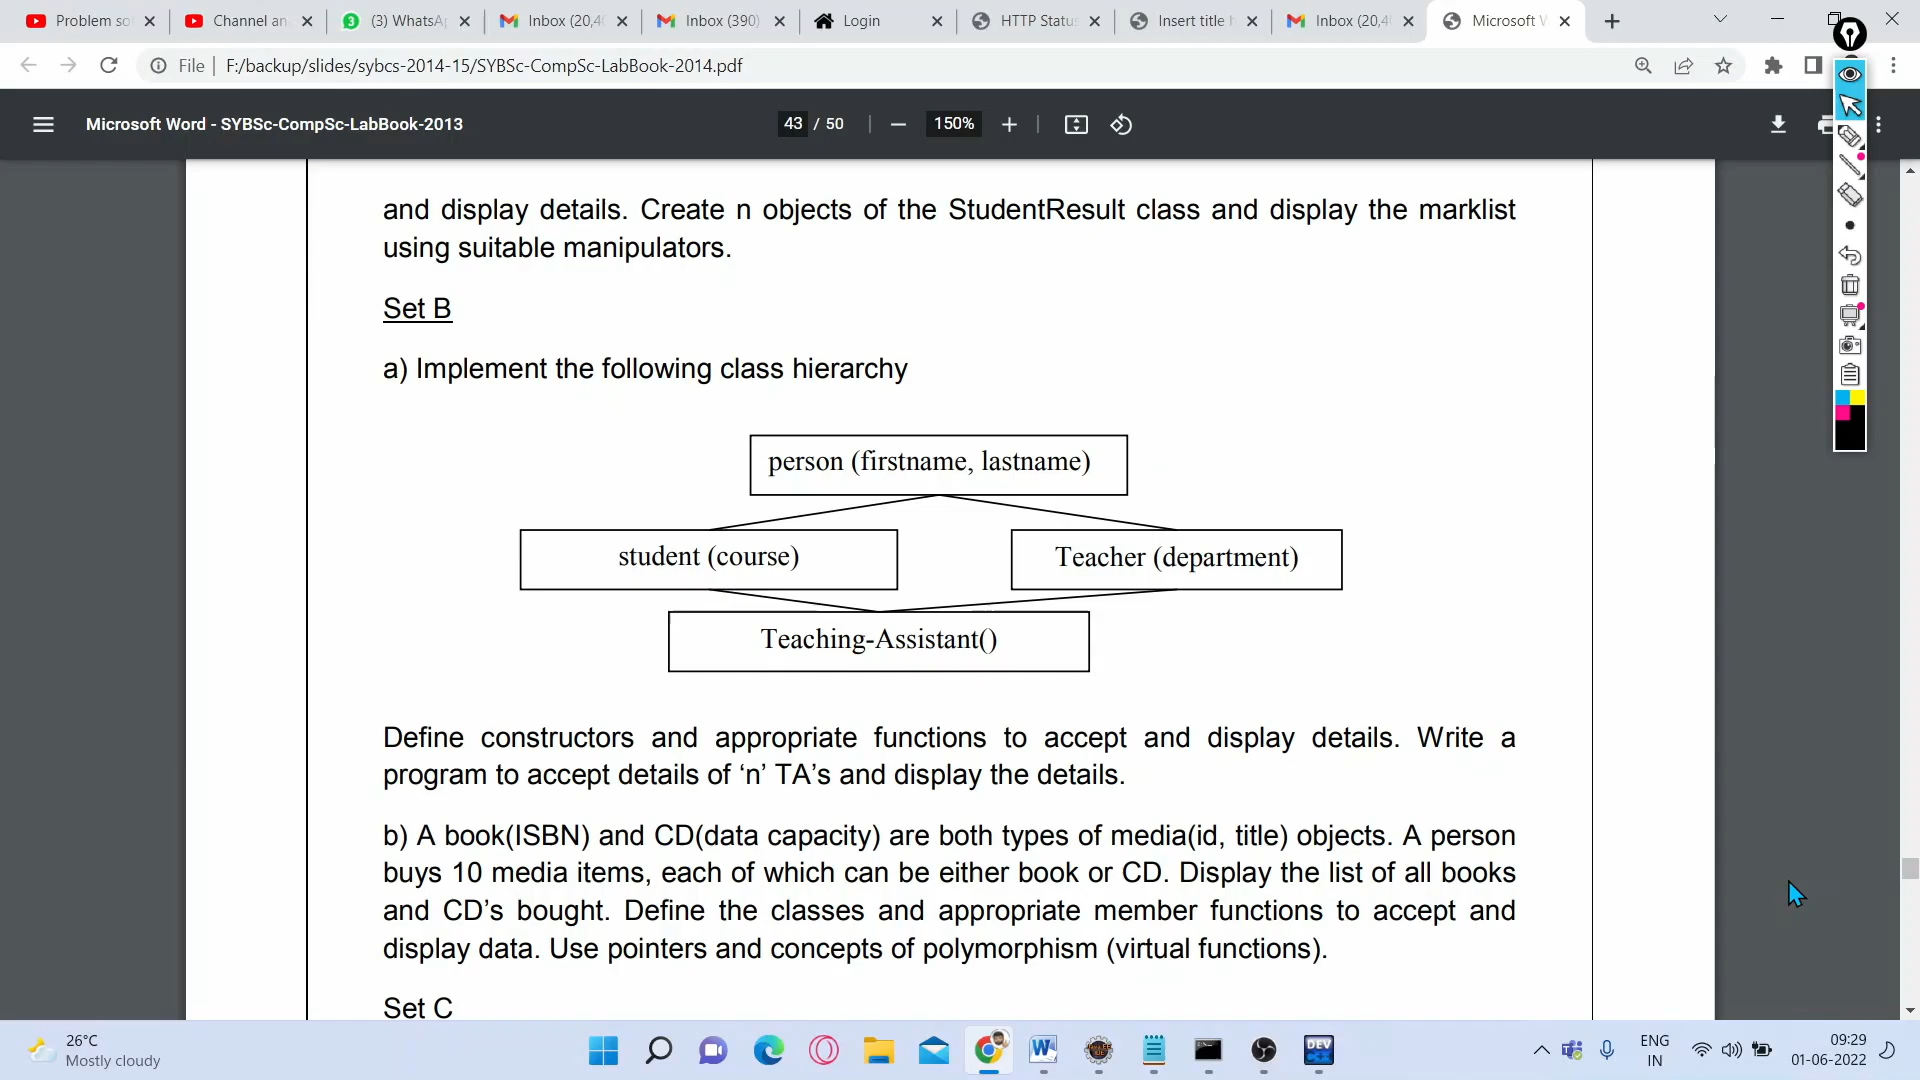 Problem so
Channel an
(3) WhatsA
Inbox (20,4
Inbox (390)
Login
HTTP Statu
Insert title h
Inbox (20,4
Microsoft W
File
F:/backup/slides/sybcs-2014-15/SYBSc-CompSc-LabBook-2014.pdf
Microsoft Word - SYBSc-CompSc-LabBook-2013
43 / 50
150%
and display details. Create n objects of the StudentResult class and display the marklist
using suitable manipulators.
Set B
a) Implement the following class hierarchy
person (firstname, lastname)
student (course)
Teacher (department)
Teaching-Assistant()
Define constructors and appropriate functions to accept and display details. Write a
program to accept details of ‘n’ TA’s and display the details.
b) A book(ISBN) and CD(data capacity) are both types of media(id, title) objects. A person
buys 10 media items, each of which can be either book or CD. Display the list of all books
and CD’s bought. Define the classes and appropriate member functions to accept and
display data. Use pointers and concepts of polymorphism (virtual functions).
Set C
26°C
Mostly cloudy
DEV
ENG
IN
09:29
01-06-2022